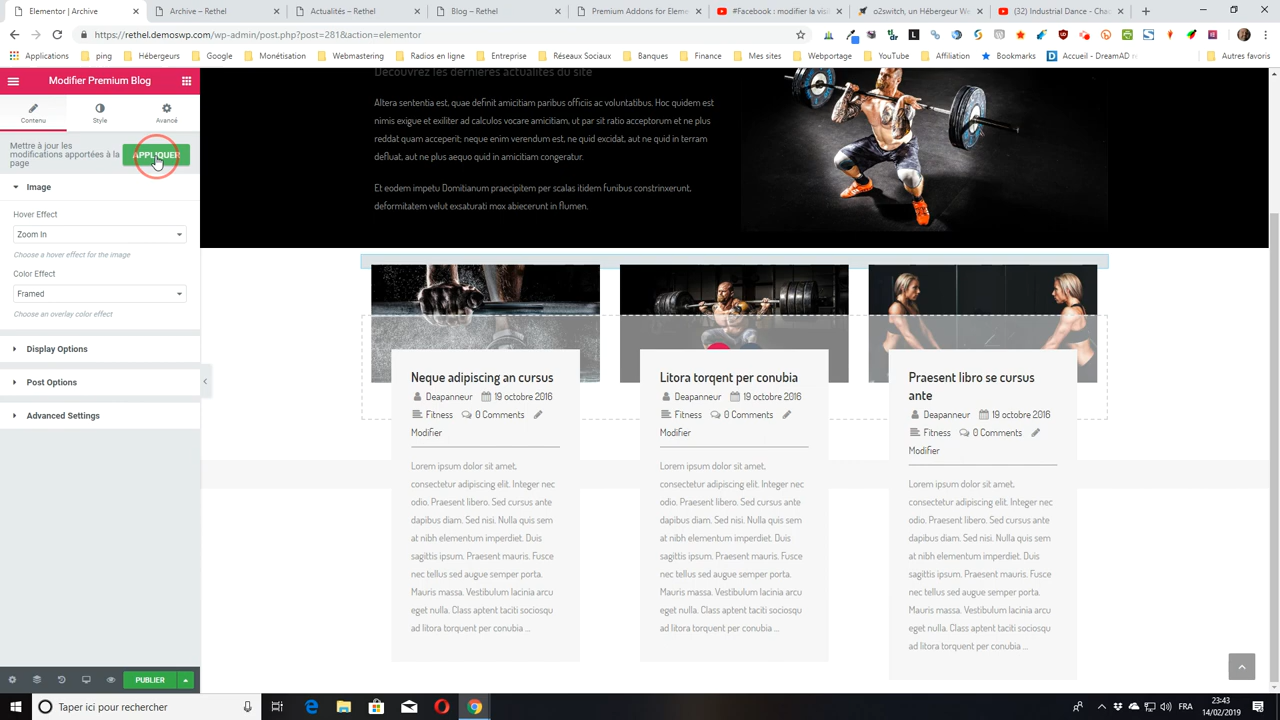 Elementor | Archive
Actualités – Rethel
Actualités – Rethel
Blog – Rethel
Premium Addons for Eleme
#Facebook : modifier la visi
o2switch, un Hébergeur We
(32) Industrial Dance - Chao
rethel.demoswp.com/wp-admin/post.php?post=281&action=elementor
Applications
ping
Hébergeurs
Google
Monétisation
Webmastering
Radios en ligne
Entreprise
Réseaux Sociaux
Banques
Finance
Mes sites
Webportage
YouTube
Affiliation
Bookmarks
Accueil - DreamAD
Autres favoris
Modifier Premium Blog
Contenu
Style
Avancé
Mettre à jour les
modifications apportées à la
page
APPLIQUER
Image
Hover Effect
Zoom In
Choose a hover effect for the image
Color Effect
Framed
Choose an overlay color effect
Display Options
Post Options
Advanced Settings
PUBLIER
Découvrez les dernières actualités du site
Altera sententia est, quae definit amicitiam paribus officiis ac voluntatibus. Hoc quidem est
nimis exigue et exiliter ad calculos vocare amicitiam, ut par sit ratio acceptorum et ne plus
reddat quam acceperit; neque enim verendum est, ne quid excidat, aut ne quid in terram
defluat, aut ne plus aequo quid in amicitiam congeratur.
Et eodem impetu Domitianum praecipitem per scalas itidem funibus constrinxerunt,
deformitatem velut exsaturati mox abiecerunt in flumen.
Neque adipiscing an cursus
Deapanneur 19 octobre 2016
Fitness 0 Comments
Modifier
Lorem ipsum dolor sit amet,
consectetur adipiscing elit. Integer nec
odio. Praesent libero. Sed cursus ante
dapibus diam. Sed nisi. Nulla quis sem
at nibh elementum imperdiet. Duis
sagittis ipsum. Praesent mauris. Fusce
nec tellus sed augue semper porta.
Mauris massa. Vestibulum lacinia arcu
eget nulla. Class aptent taciti sociosqu
ad litora torquent per conubia ...
Litora torqent per conubia
Deapanneur 19 octobre 2016
Fitness 0 Comments
Modifier
Lorem ipsum dolor sit amet,
consectetur adipiscing elit. Integer nec
odio. Praesent libero. Sed cursus ante
dapibus diam. Sed nisi. Nulla quis sem
at nibh elementum imperdiet. Duis
sagittis ipsum. Praesent mauris. Fusce
nec tellus sed augue semper porta.
Mauris massa. Vestibulum lacinia arcu
eget nulla. Class aptent taciti sociosqu
ad litora torquent per conubia ...
Praesent libro se cursus
ante
Deapanneur 19 octobre 2016
Fitness 0 Comments
Modifier
Lorem ipsum dolor sit amet,
consectetur adipiscing elit. Integer nec
odio. Praesent libero. Sed cursus ante
dapibus diam. Sed nisi. Nulla quis sem
at nibh elementum imperdiet. Duis
sagittis ipsum. Praesent mauris. Fusce
nec tellus sed augue semper porta.
Mauris massa. Vestibulum lacinia arcu
eget nulla. Class aptent taciti sociosqu
ad litora torquent per conubia ...
Taper ici pour rechercher
FRA
23:43
14/02/2019